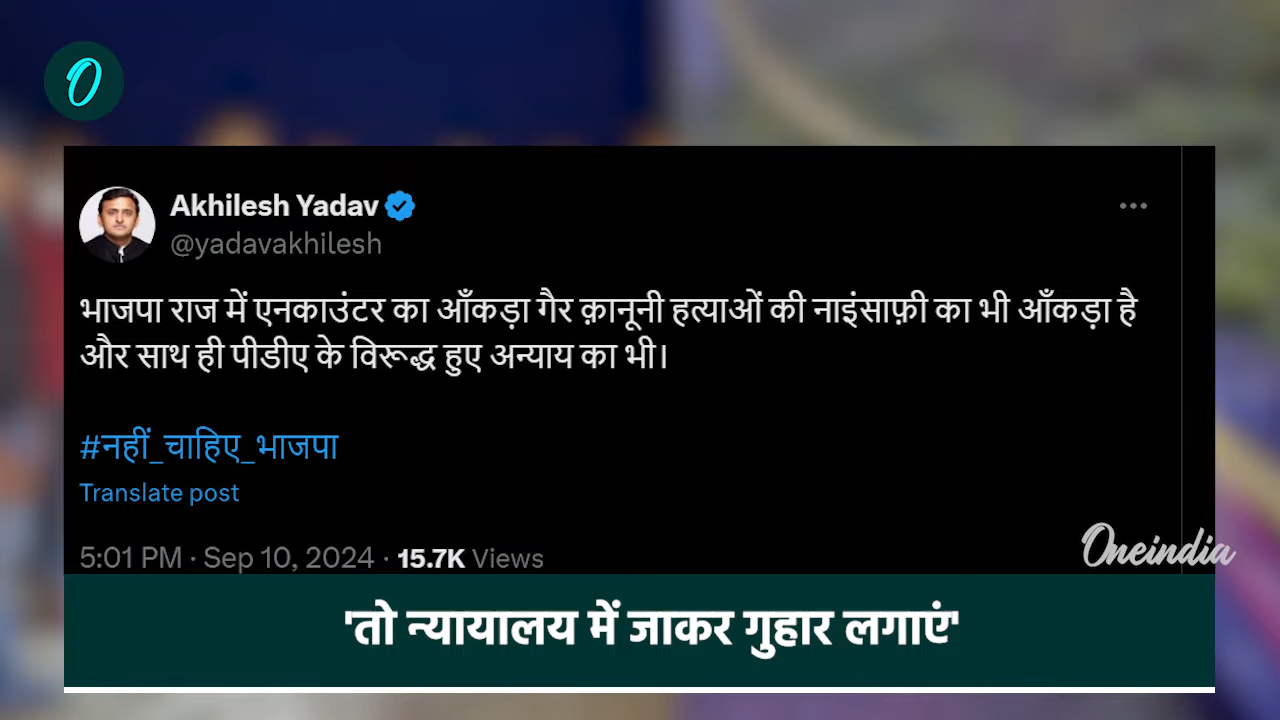 Akhilesh Yadav
@yadavakhilesh
भाजपा राज में एनकाउंटर का आँकड़ा गैर क़ानूनी हत्याओं की नाइंसाफ़ी का भी आँकड़ा है
और साथ ही पीडीए के विरूद्ध हुए अन्याय का भी।
#नहीं_चाहिए_भाजपा
Translate post
5:01 PM · Sep 10, 2024 · 15.7K Views
Oneindia
'तो न्यायालय में जाकर गुहार लगाएं'